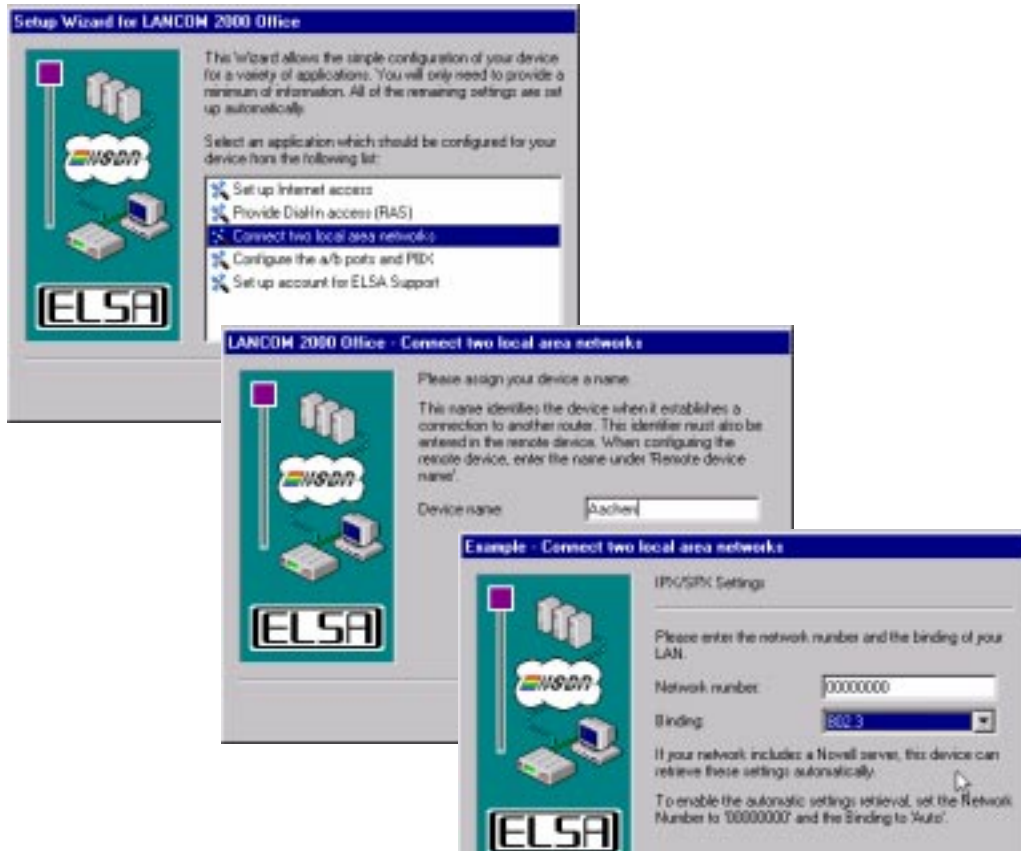 Setup Wizard for LANCOM 2000 Office
This Wizard allows the simple configuration of your device
for a variety of applications. You will only need to provide a
minimum of information. All of the remaining settings are set
up automatically.
Select an application which should be configured for your
device from the following list:
Set up Internet access
Provide Dial-In access (RAS)
Connect two local area networks
Configure the a/b ports and PBX
Set up account for ELSA Support
ISDN
ELSA
LANCOM 2000 Office - Connect two local area networks
Please assign your device a name.
This name identifies the device when it establishes a
connection to another router. This identifier must also be
entered in the remote device. When configuring the
remote device, enter the name under 'Remote device
name'.
Device name
Aachen
ISDN
ELSA
Example - Connect two local area networks
IPX/SPX Settings
Please enter the network number and the binding of your
LAN.
Network number:
00000000
Binding:
802.3
If your network includes a Novell server, this device can
retrieve these settings automatically.
To enable the automatic settings retrieval, set the Network
Number to '00000000' and the Binding to 'Auto'.
ISDN
ELSA